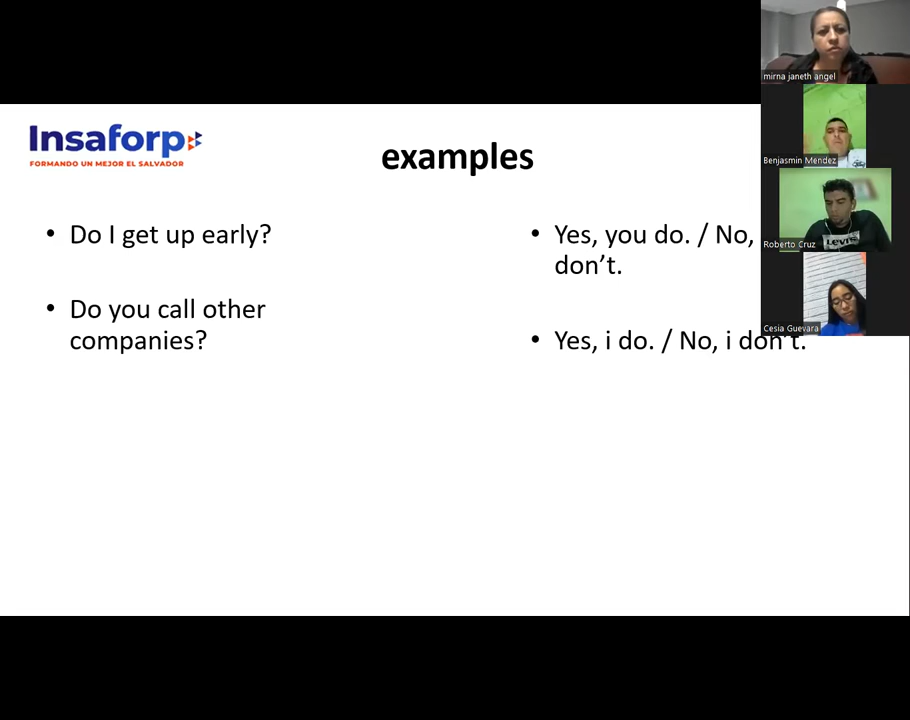 Insaforp
FORMANDO UN MEJOR EL SALVADOR
examples
• Do I get up early?
• Do you call other
companies?
• Yes, you do. / No,
don't.
• Yes, i do. / No, i don't.
mirna janeth angel
Benjasmin Mendez
Roberto Cruz
LEVI'S
Cesia Guevara